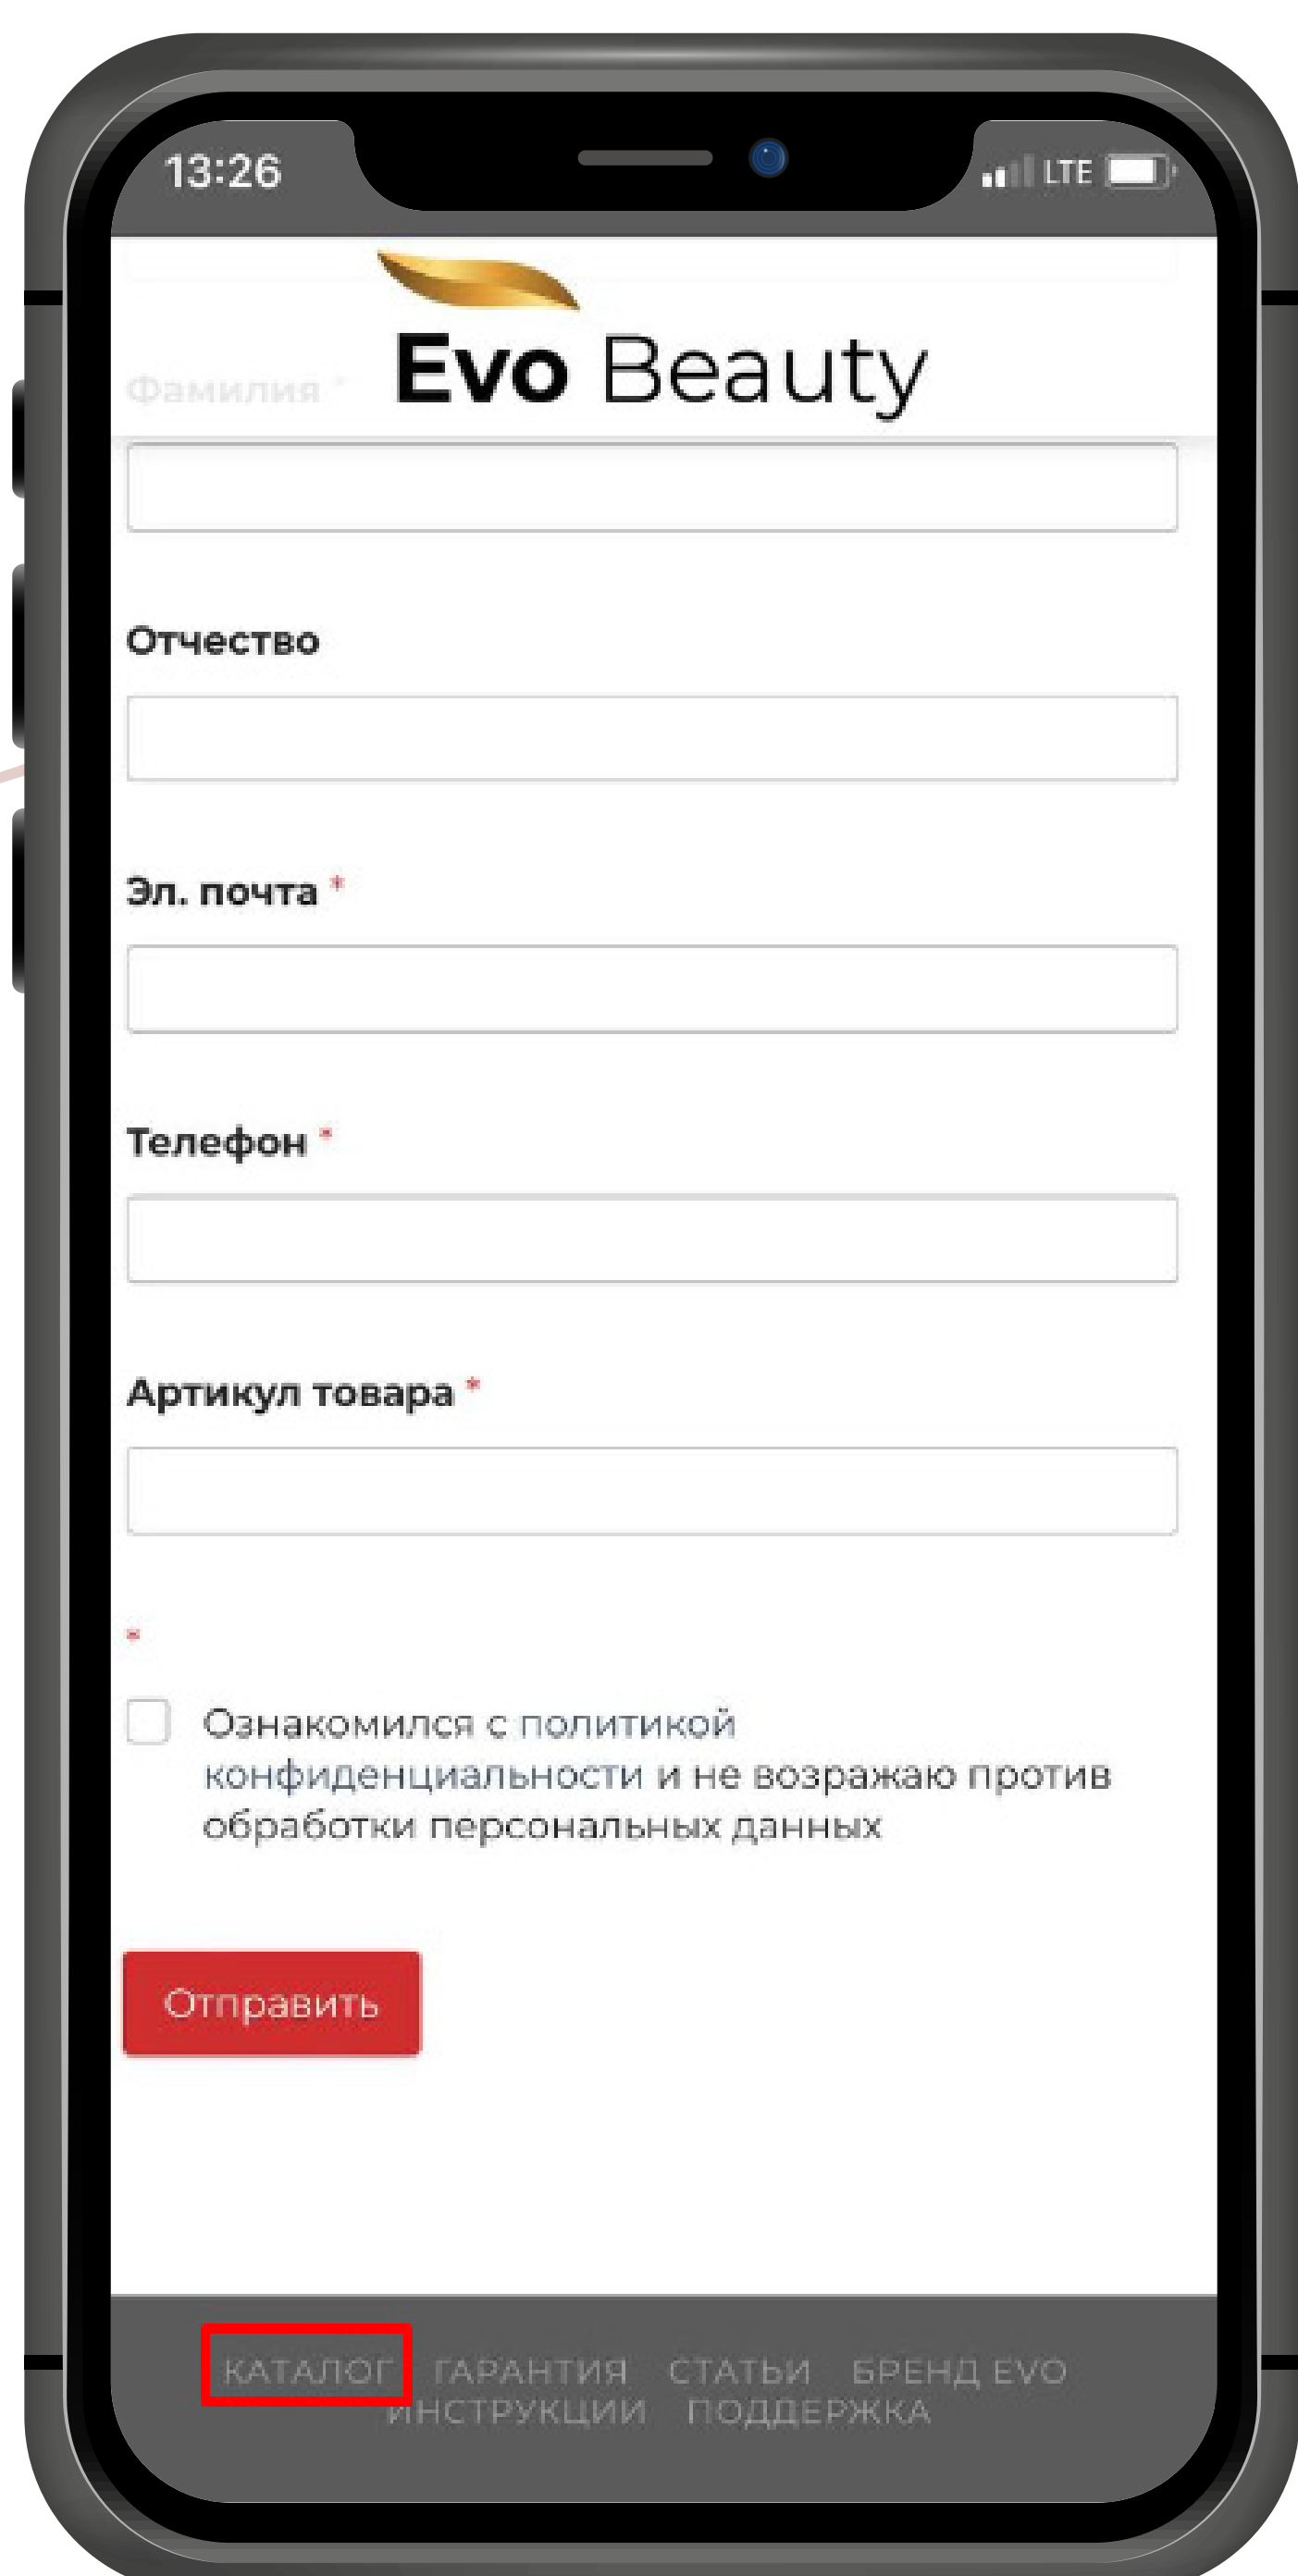 13:26
LTE
Evo Beauty
Фамилия *
Отчество
Эл. почта *
Телефон *
Артикул товара *
*
Ознакомился с политикой
конфиденциальности и не возражаю против
обработки персональных данных
Отправить
КАТАЛОГ ГАРАНТИЯ СТАТЬИ БРЕНД EVO
ИНСТРУКЦИИ ПОДДЕРЖКА